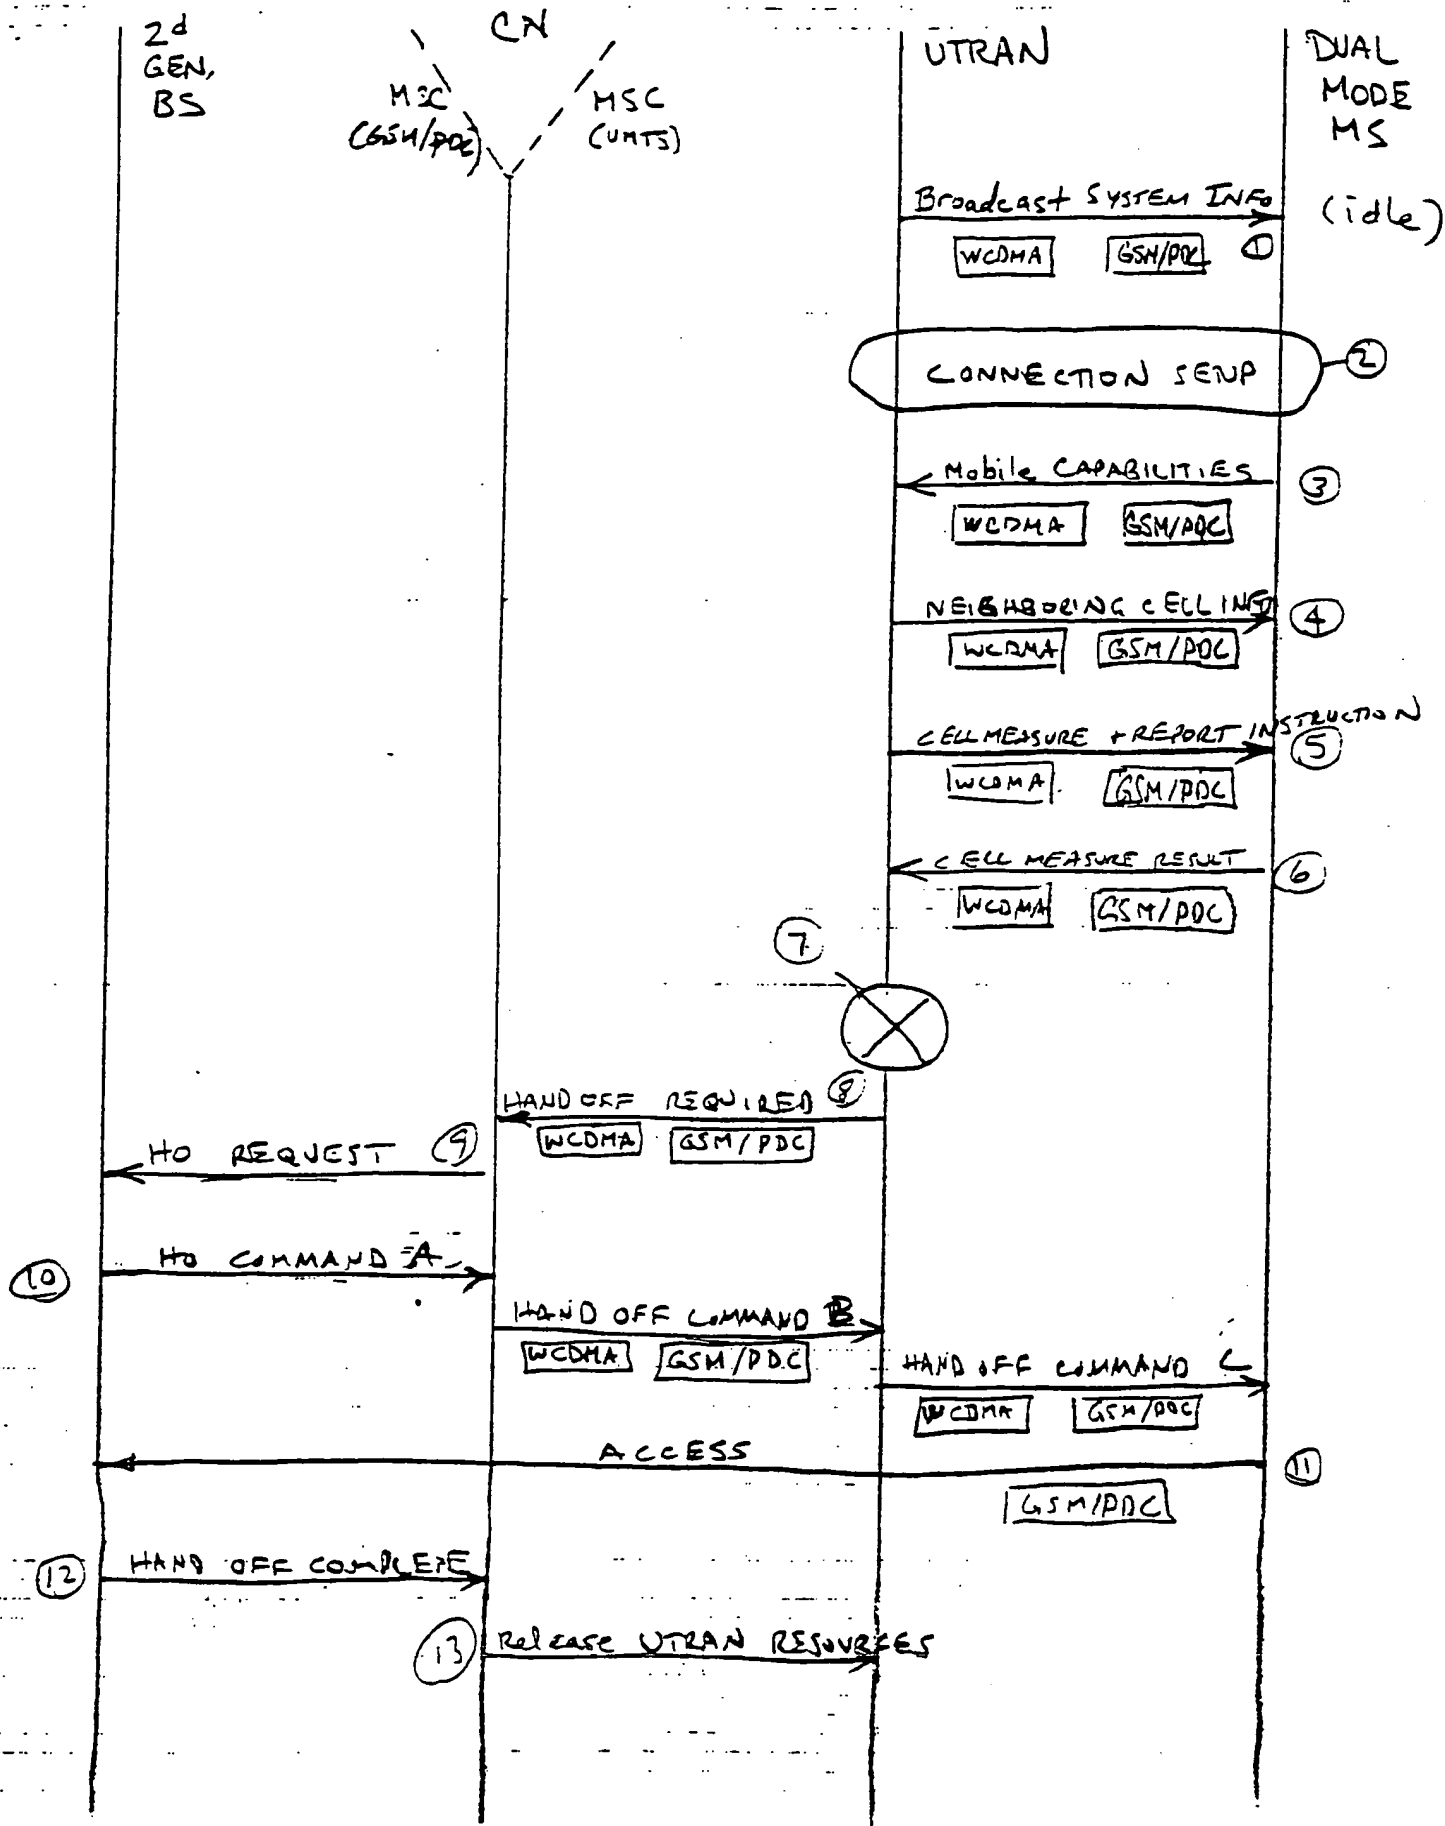 2d
GEN,
BS
CN
MSC
(GSM/PDC)
MSC
(UMTS)
UTRAN
DUAL
MODE
MS
(idle)
Broadcast SYSTEM INFO
WCDMA GSM/PDC 1
CONNECTION SETUP 2
Mobile CAPABILITIES 3
WCDMA GSM/PDC
NEIGHBORING CELL INFO 4
WCDMA GSM/PDC
CELL MEASURE + REPORT INSTRUCTION
5
WCDMA GSM/PDC
CELL MEASURE RESULT 6
WCDMA GSM/PDC
7
HAND OFF REQUIRED 8
WCDMA GSM/PDC
HO REQUEST 9
HO COMMAND A
10
HAND OFF COMMAND B
WCDMA GSM/PDC
HAND OFF COMMAND C
WCDMA GSM/PDC
ACCESS 11
GSM/PDC
12 HAND OFF COMPLETE
13 Release UTRAN RESOURCES